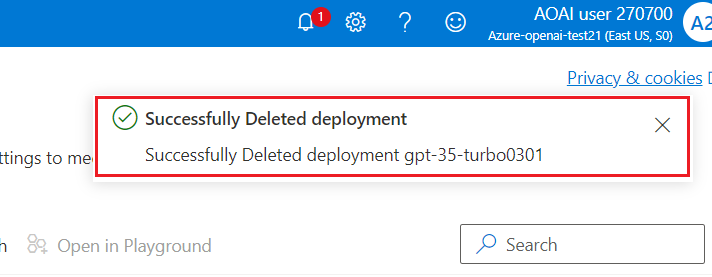 1
AOAI user 270700
Azure-openai-test21 (East US, S0)
A2
Privacy & cookies
Successfully Deleted deployment
Successfully Deleted deployment gpt-35-turbo0301
ttings to me
h
Open in Playground
Search